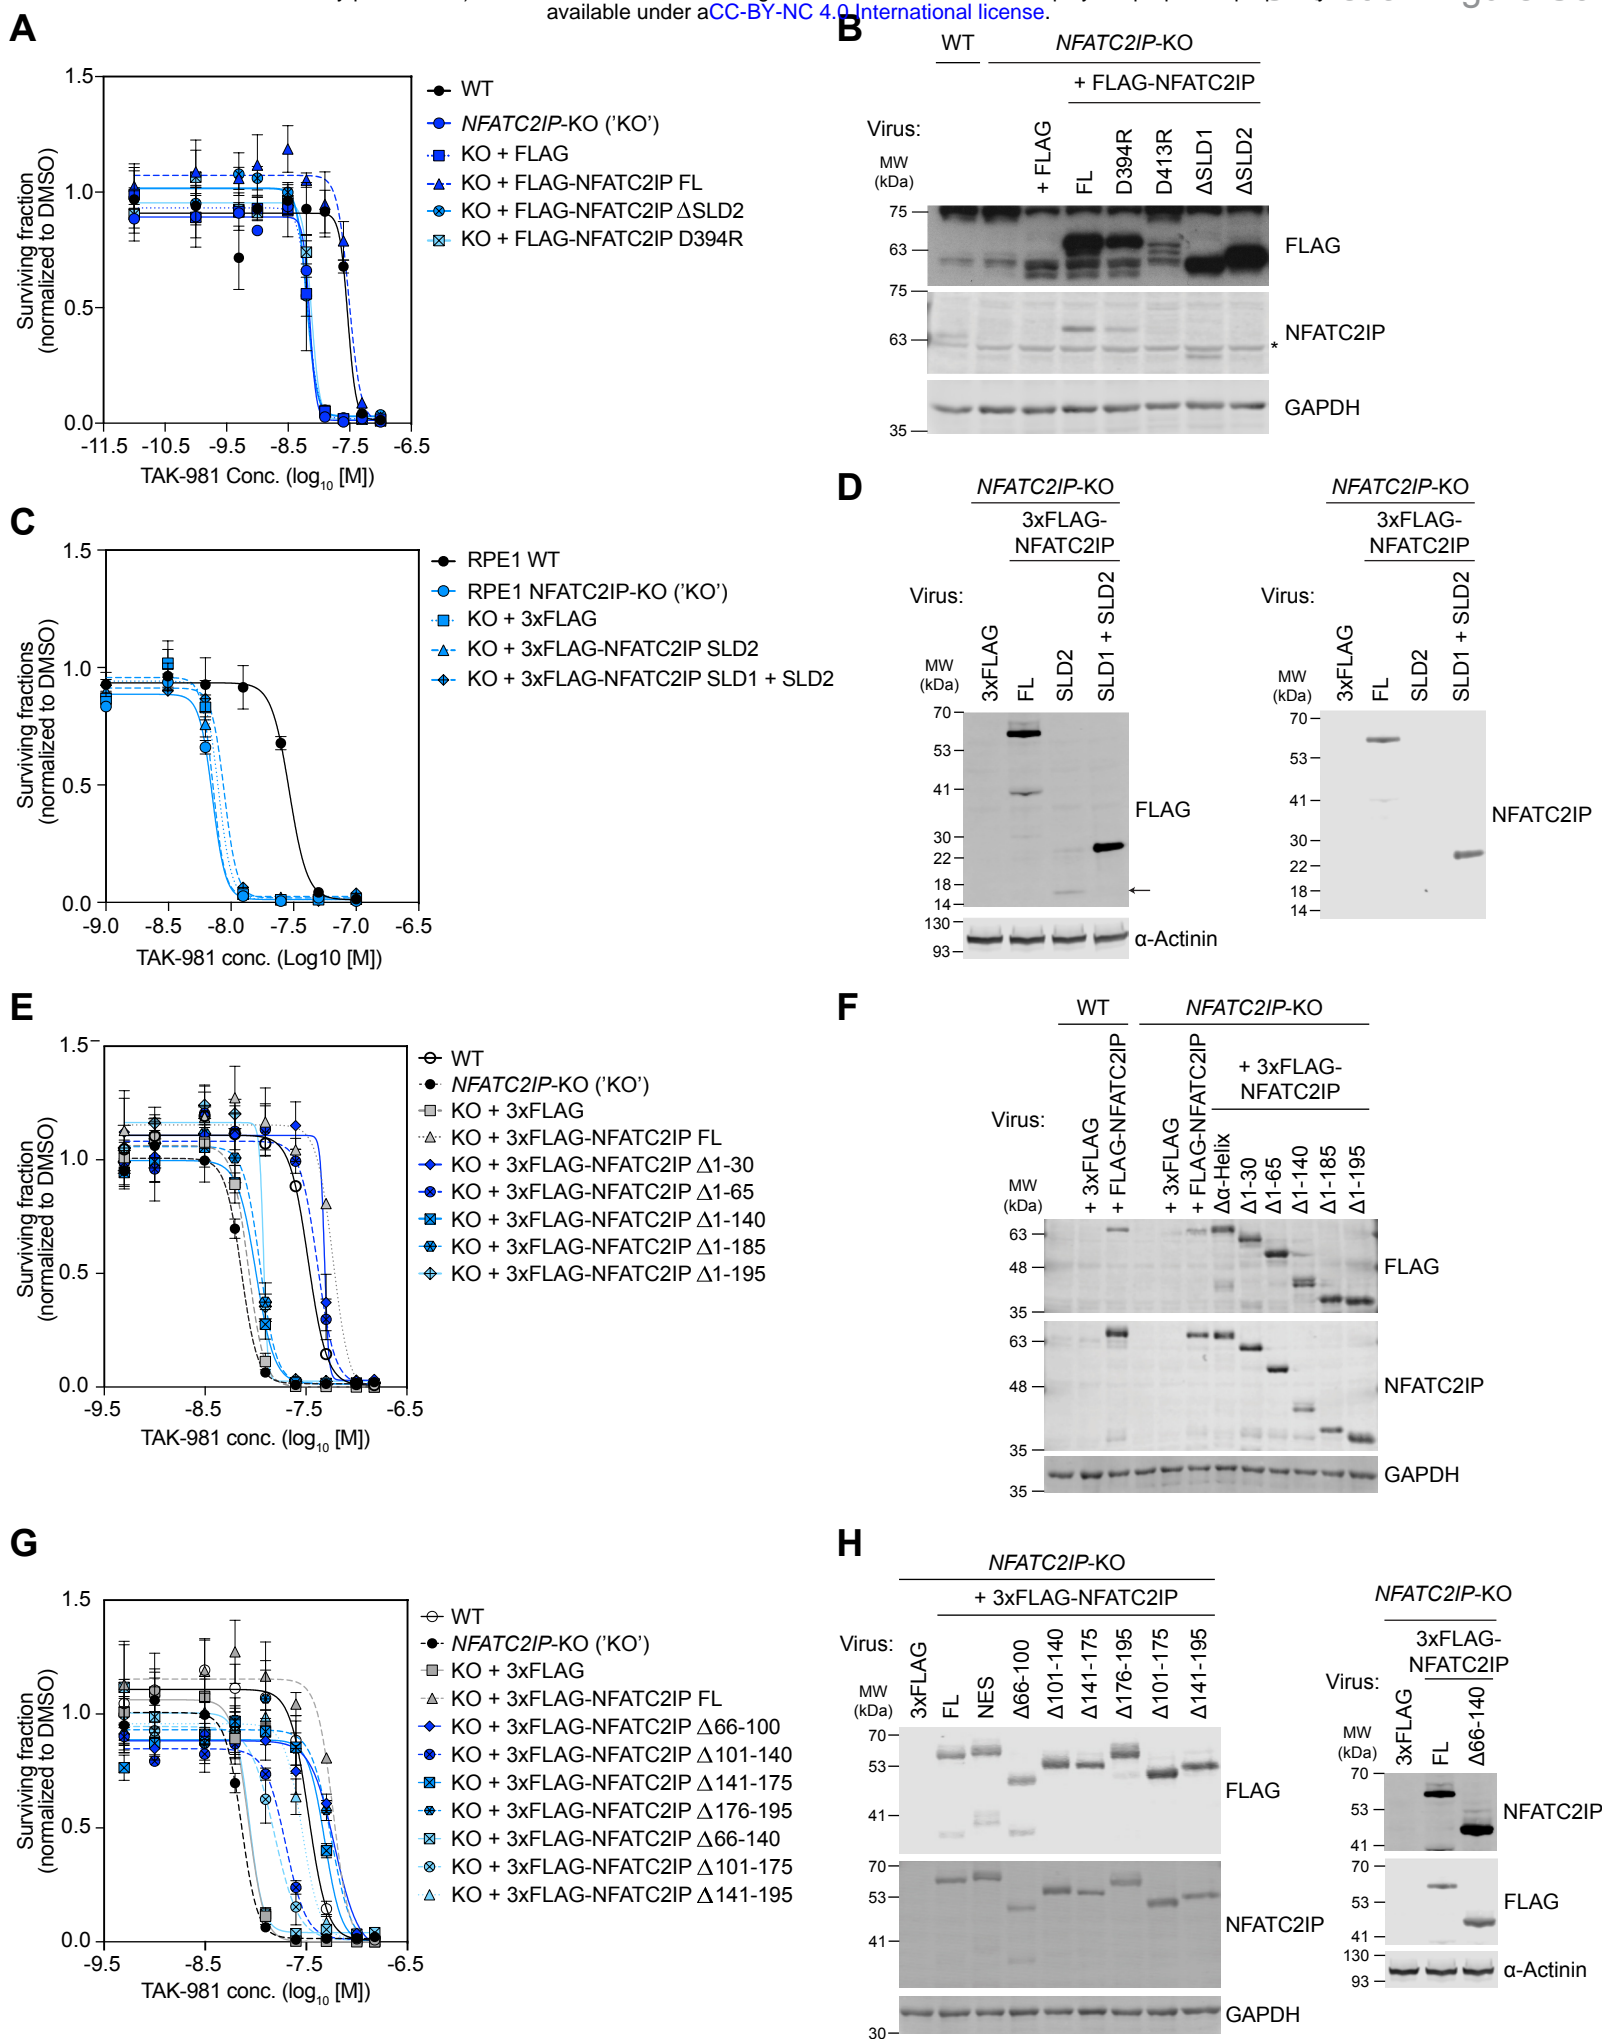 available under aCC-BY-NC 4.0 International license.
A
1.5
1.0
0.5
0.0
-11.5 -10.5 -9.5 -8.5 -7.5 -6.5
Surviving fraction
(normalized to DMSO)
TAK-981 Conc. (log10 [M])
WT
NFATC2IP-KO ('KO')
KO + FLAG
KO + FLAG-NFATC2IP FL
KO + FLAG-NFATC2IP ΔSLD2
KO + FLAG-NFATC2IP D394R
B
WT NFATC2IP-KO
+ FLAG-NFATC2IP
Virus:
+ FLAG
FL
D394R
D413R
ΔSLD1
ΔSLD2
MW
(kDa)
75
63
FLAG
75
63
NFATC2IP
*
GAPDH
35
C
1.5
1.0
0.5
0.0
-9.0 -8.5 -8.0 -7.5 -7.0 -6.5
Surviving fractions
(normalized to DMSO)
TAK-981 conc. (Log10 [M])
RPE1 WT
RPE1 NFATC2IP-KO ('KO')
KO + 3xFLAG
KO + 3xFLAG-NFATC2IP SLD2
KO + 3xFLAG-NFATC2IP SLD1 + SLD2
D
NFATC2IP-KO
3xFLAG-
NFATC2IP
Virus:
3xFLAG
FL
SLD2
SLD1 + SLD2
MW
(kDa)
70
53
41
30
22
18
14
FLAG
130
93
α-Actinin
NFATC2IP-KO
3xFLAG-
NFATC2IP
Virus:
3xFLAG
FL
SLD2
SLD1 + SLD2
MW
(kDa)
70
53
41
30
22
18
14
NFATC2IP
E
1.5
1.0
0.5
0.0
-9.5 -8.5 -7.5 -6.5
Surviving fraction
(normalized to DMSO)
TAK-981 conc. (log10 [M])
WT
NFATC2IP-KO ('KO')
KO + 3xFLAG
KO + 3xFLAG-NFATC2IP FL
KO + 3xFLAG-NFATC2IP Δ1-30
KO + 3xFLAG-NFATC2IP Δ1-65
KO + 3xFLAG-NFATC2IP Δ1-140
KO + 3xFLAG-NFATC2IP Δ1-185
KO + 3xFLAG-NFATC2IP Δ1-195
F
WT NFATC2IP-KO
+ 3xFLAG-
NFATC2IP
Virus:
+ 3xFLAG
+ FLAG-NFATC2IP
+ 3xFLAG
+ FLAG-NFATC2IP
Δα-Helix
Δ1-30
Δ1-65
Δ1-140
Δ1-185
Δ1-195
MW
(kDa)
63
48
35
FLAG
63
48
35
NFATC2IP
GAPDH
35
G
1.5
1.0
0.5
0.0
-9.5 -8.5 -7.5 -6.5
Surviving fraction
(normalized to DMSO)
TAK-981 conc. (log10 [M])
WT
NFATC2IP-KO ('KO')
KO + 3xFLAG
KO + 3xFLAG-NFATC2IP FL
KO + 3xFLAG-NFATC2IP Δ66-100
KO + 3xFLAG-NFATC2IP Δ101-140
KO + 3xFLAG-NFATC2IP Δ141-175
KO + 3xFLAG-NFATC2IP Δ176-195
KO + 3xFLAG-NFATC2IP Δ66-140
KO + 3xFLAG-NFATC2IP Δ101-175
KO + 3xFLAG-NFATC2IP Δ141-195
H
NFATC2IP-KO
+ 3xFLAG-NFATC2IP
Virus:
3xFLAG
FL
NES
Δ66-100
Δ101-140
Δ141-175
Δ176-195
Δ101-175
Δ141-195
MW
(kDa)
70
53
41
FLAG
70
53
41
NFATC2IP
GAPDH
30
NFATC2IP-KO
3xFLAG-
NFATC2IP
Virus:
3xFLAG
FL
Δ66-140
MW
(kDa)
70
53
41
NFATC2IP
70
53
41
FLAG
130
93
α-Actinin